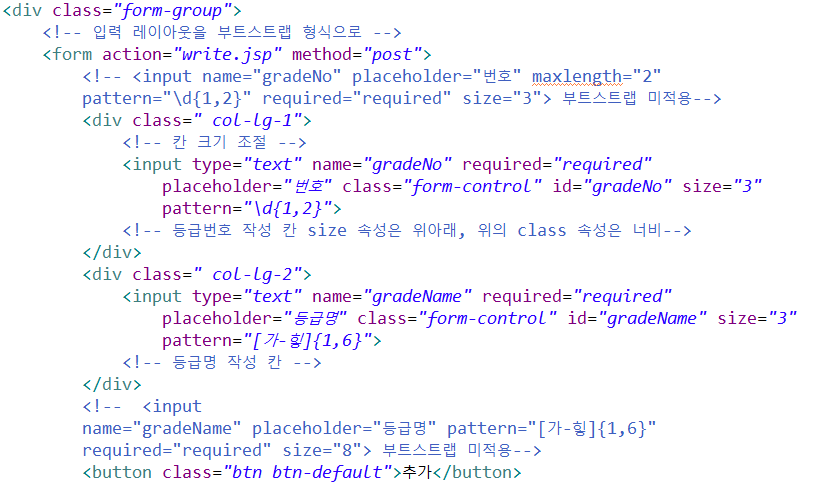 <div class="form-group">
<!-- 입력 레이아웃을 부트스트랩 형식으로 -->
<form action="write.jsp" method="post">
<!-- <input name="gradeNo" placeholder="번호" maxlength="2"
pattern="\d{1,2}" required="required" size="3"> 부트스트랩 미적용-->
<div class=" col-lg-1">
<!-- 칸 크기 조절 -->
<input type="text" name="gradeNo" required="required"
placeholder="번호" class="form-control" id="gradeNo" size="3"
pattern="\d{1,2}">
<!-- 등급번호 작성 칸 size 속성은 위아래, 위의 class 속성은 너비-->
</div>
<div class=" col-lg-2">
<input type="text" name="gradeName" required="required"
placeholder="등급명" class="form-control" id="gradeName" size="3"
pattern="[가-힣]{1,6}">
<!-- 등급명 작성 칸 -->
</div>
<!--  <input
name="gradeName" placeholder="등급명" pattern="[가-힣]{1,6}"
required="required" size="8"> 부트스트랩 미적용-->
<button class="btn btn-default">추가</button>